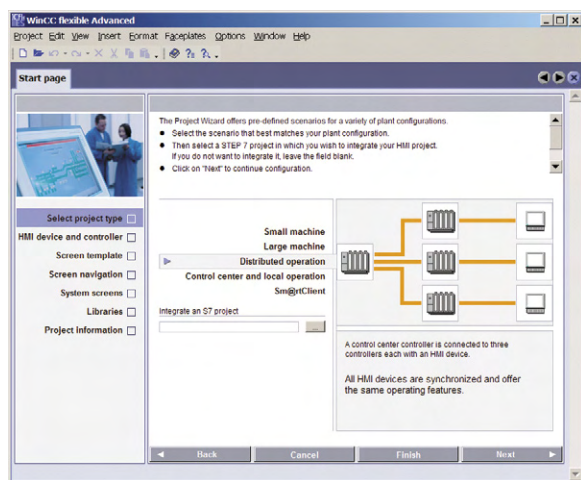 WinCC flexible Advanced
Project Edit View Insert Format Faceplates Options Window Help
Start page
The Project Wizard offers pre-defined scenarios for a variety of plant configurations.
Select the scenario that best matches your plant configuration.
Then select a STEP 7 project in which you wish to integrate your HMI project.
If you do not want to integrate it, leave the field blank.
Click on "Next" to continue configuration.
Select project type
HMI device and controller
Screen template
Screen navigation
System screens
Libraries
Project information
Small machine
Large machine
Distributed operation
Control center and local operation
Sm@rtClient
Integrate an S7 project
...
A control center controller is connected to three
controllers each with an HMI device.
All HMI devices are synchronized and offer
the same operating features.
Back Cancel Finish Next